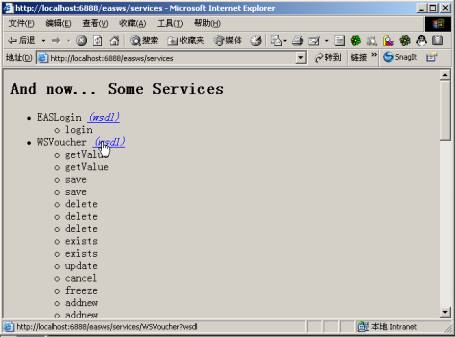 http://localhost:6888/easws/services - Microsoft Internet Explorer
文件(F) 编辑(E) 查看(V) 收藏(A) 工具(T) 帮助(H)
后退 搜索 收藏夹 媒体
地址(D) http://localhost:6888/easws/services 转到 链接 » SnagIt
And now... Some Services
EASLogin (wsdl)
login
WSVoucher (wsdl)
getValue
getValue
save
save
delete
delete
delete
exists
exists
update
cancel
freeze
addnew
addnew
http://localhost:6888/easws/services/WSVoucher?wsdl 本地 Intranet